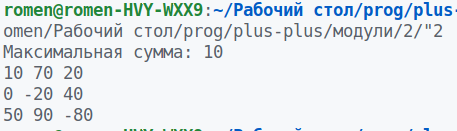 romen@romen-HVY-WXX9:~/Рабочий стол/prog/plus-
omen/Рабочий стол/prog/plus-plus/модули/2/"2
Максимальная сумма: 10
10 70 20
0 -20 40
50 90 -80